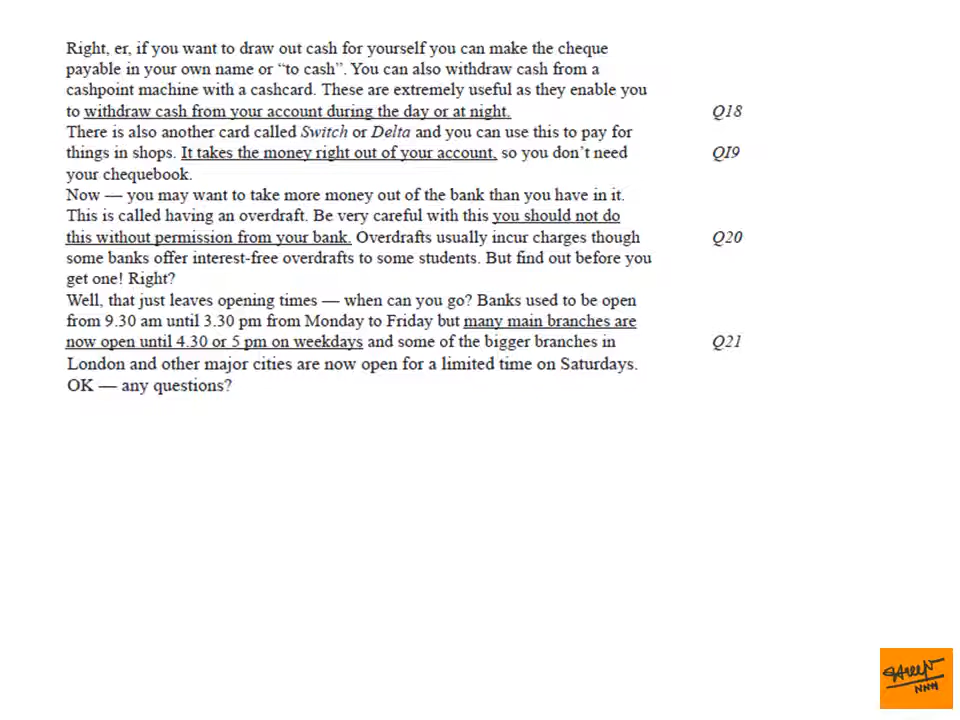 Right, er, if you want to draw out cash for yourself you can make the cheque
payable in your own name or “to cash”. You can also withdraw cash from a
cashpoint machine with a cashcard. These are extremely useful as they enable you
to withdraw cash from your account during the day or at night. Q18
There is also another card called Switch or Delta and you can use this to pay for
things in shops. It takes the money right out of your account, so you don’t need QI9
your chequebook.
Now — you may want to take more money out of the bank than you have in it.
This is called having an overdraft. Be very careful with this you should not do
this without permission from your bank. Overdrafts usually incur charges though Q20
some banks offer interest-free overdrafts to some students. But find out before you
get one! Right?
Well, that just leaves opening times — when can you go? Banks used to be open
from 9.30 am until 3.30 pm from Monday to Friday but many main branches are
now open until 4.30 or 5 pm on weekdays and some of the bigger branches in Q21
London and other major cities are now open for a limited time on Saturdays.
OK — any questions?